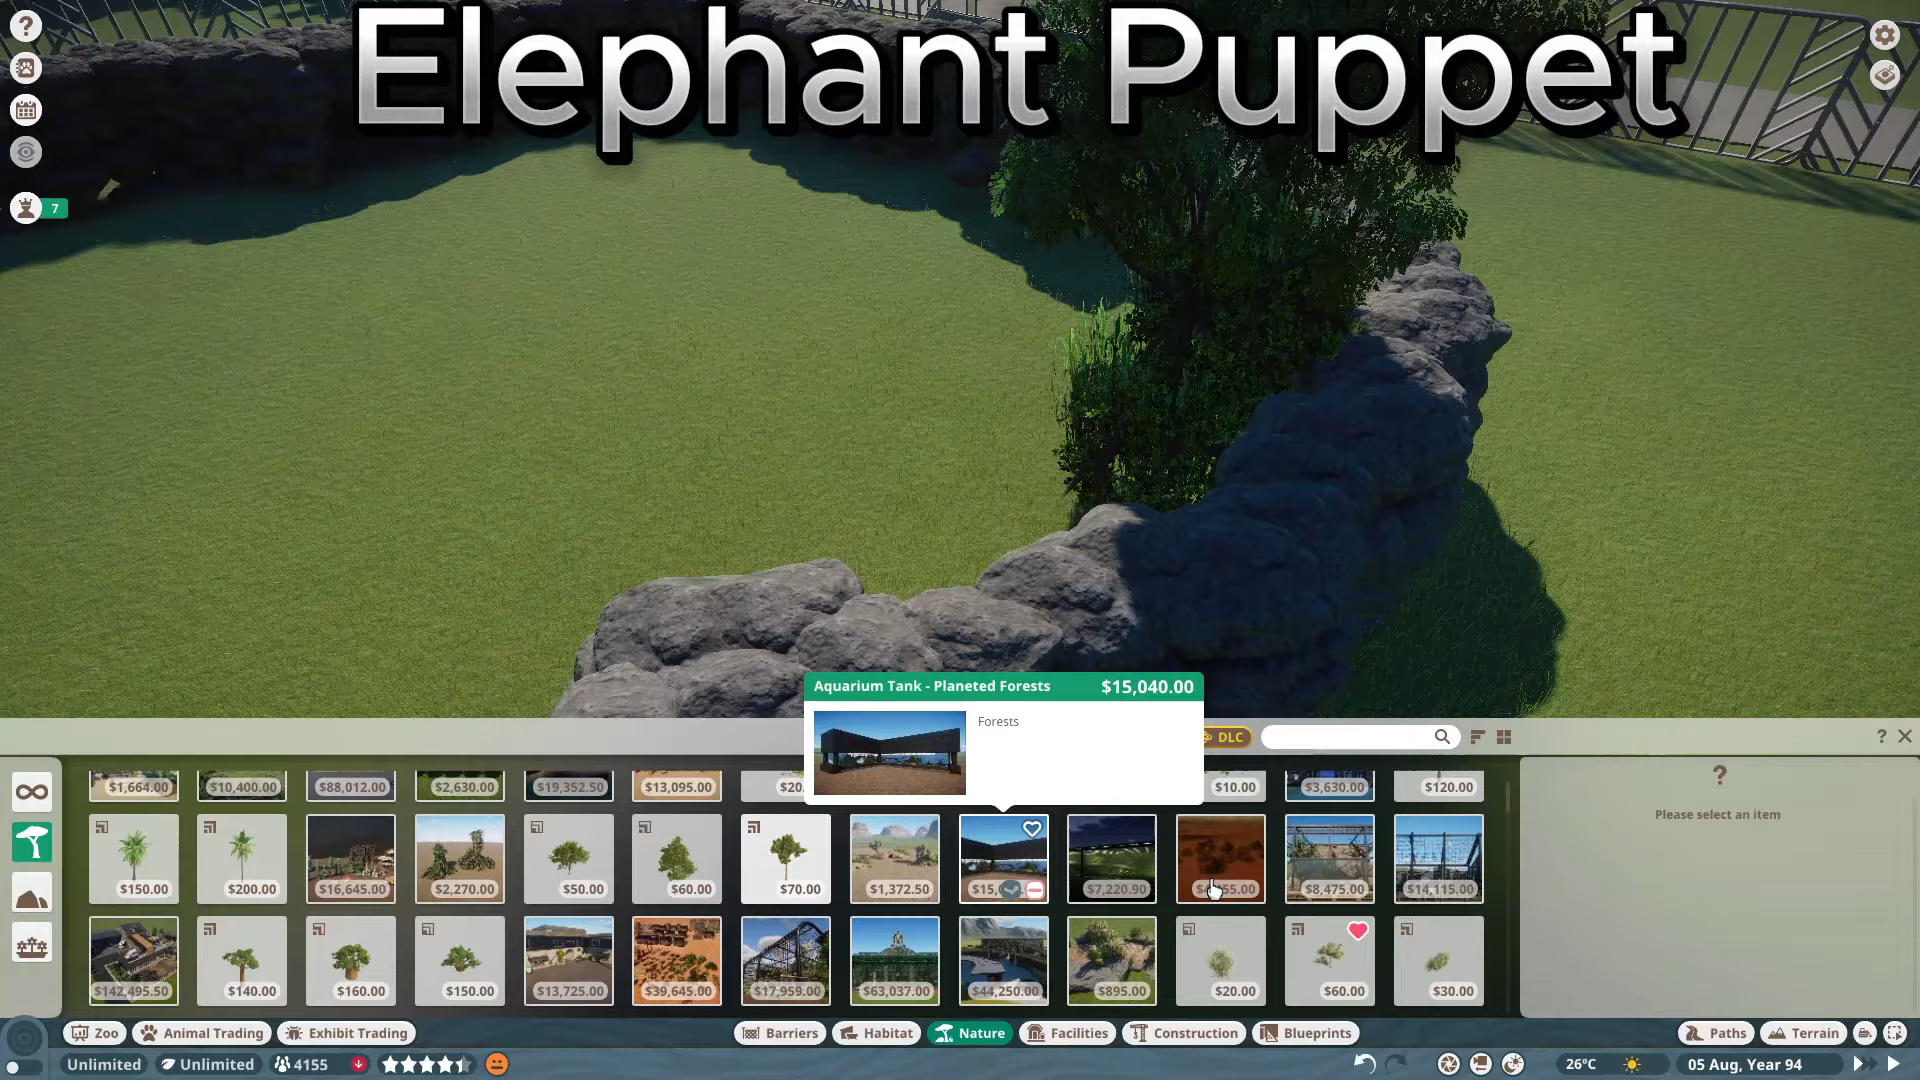 Elephant Puppet
7
Aquarium Tank - Planeted Forests $15,040.00
Forests
DLC
?
?
?
Please select an item
$1,664.00 $10,400.00 $88,012.00 $2,630.00 $19,352.50 $13,095.00 $10.00 $3,630.00 $120.00
$150.00 $200.00 $16,645.00 $2,270.00 $50.00 $60.00 $70.00 $1,372.50 $7,220.90 $8,475.00 $14,115.00
$142,495.50 $140.00 $160.00 $150.00 $13,725.00 $39,645.00 $17,959.00 $63,037.00 $44,250.00 $895.00 $20.00 $60.00 $30.00
Zoo Animal Trading Exhibit Trading Barriers Habitat Nature Facilities Construction Blueprints Paths Terrain
Unlimited Unlimited 4155 26°C 05 Aug, Year 94